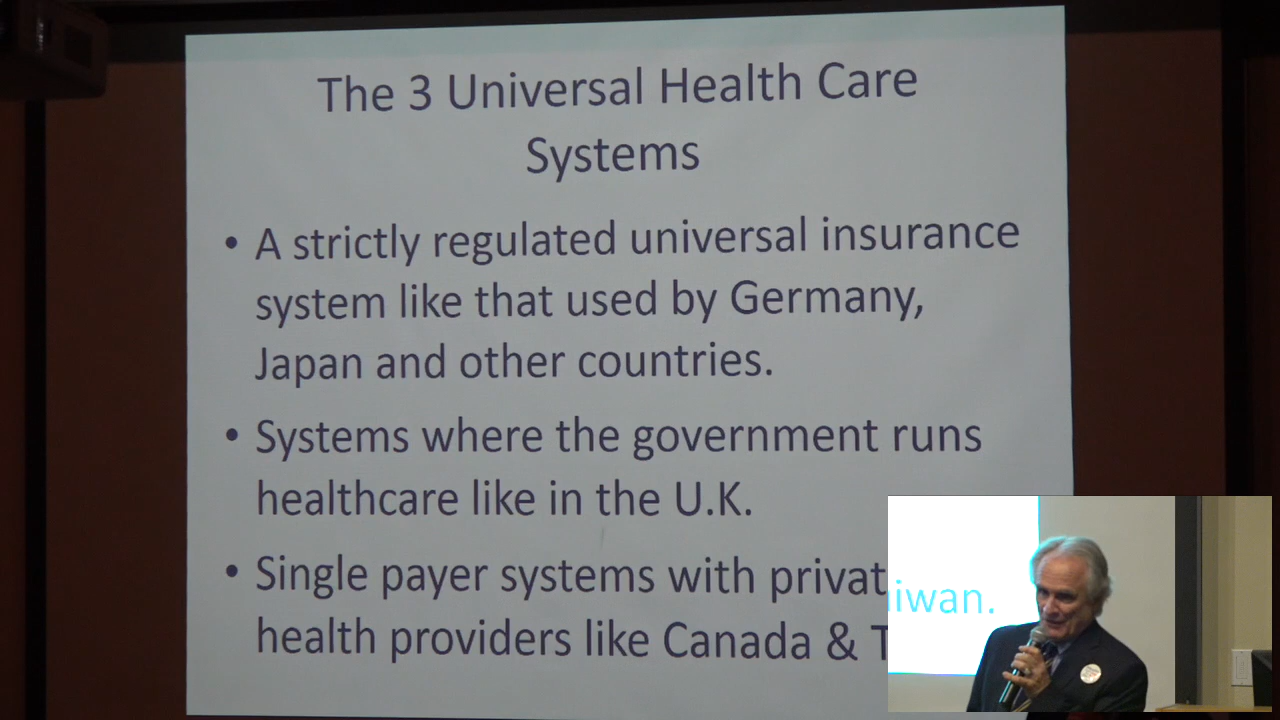 The 3 Universal Health Care
Systems
• A strictly regulated universal insurance
system like that used by Germany,
Japan and other countries.
• Systems where the government runs
healthcare like in the U.K.
• Single payer systems with privat
health providers like Canada & T
aiwan.